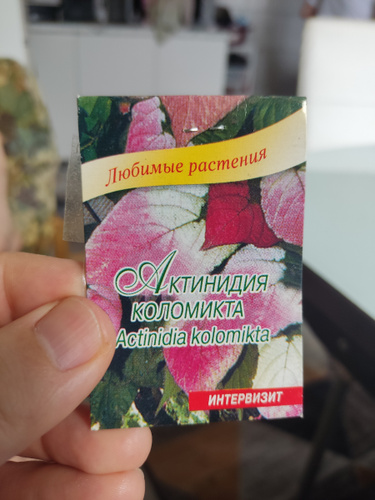 Любимые растения
Актинидия
коломикта
Actinidia kolomikta
ИНТЕРВИЗИТ